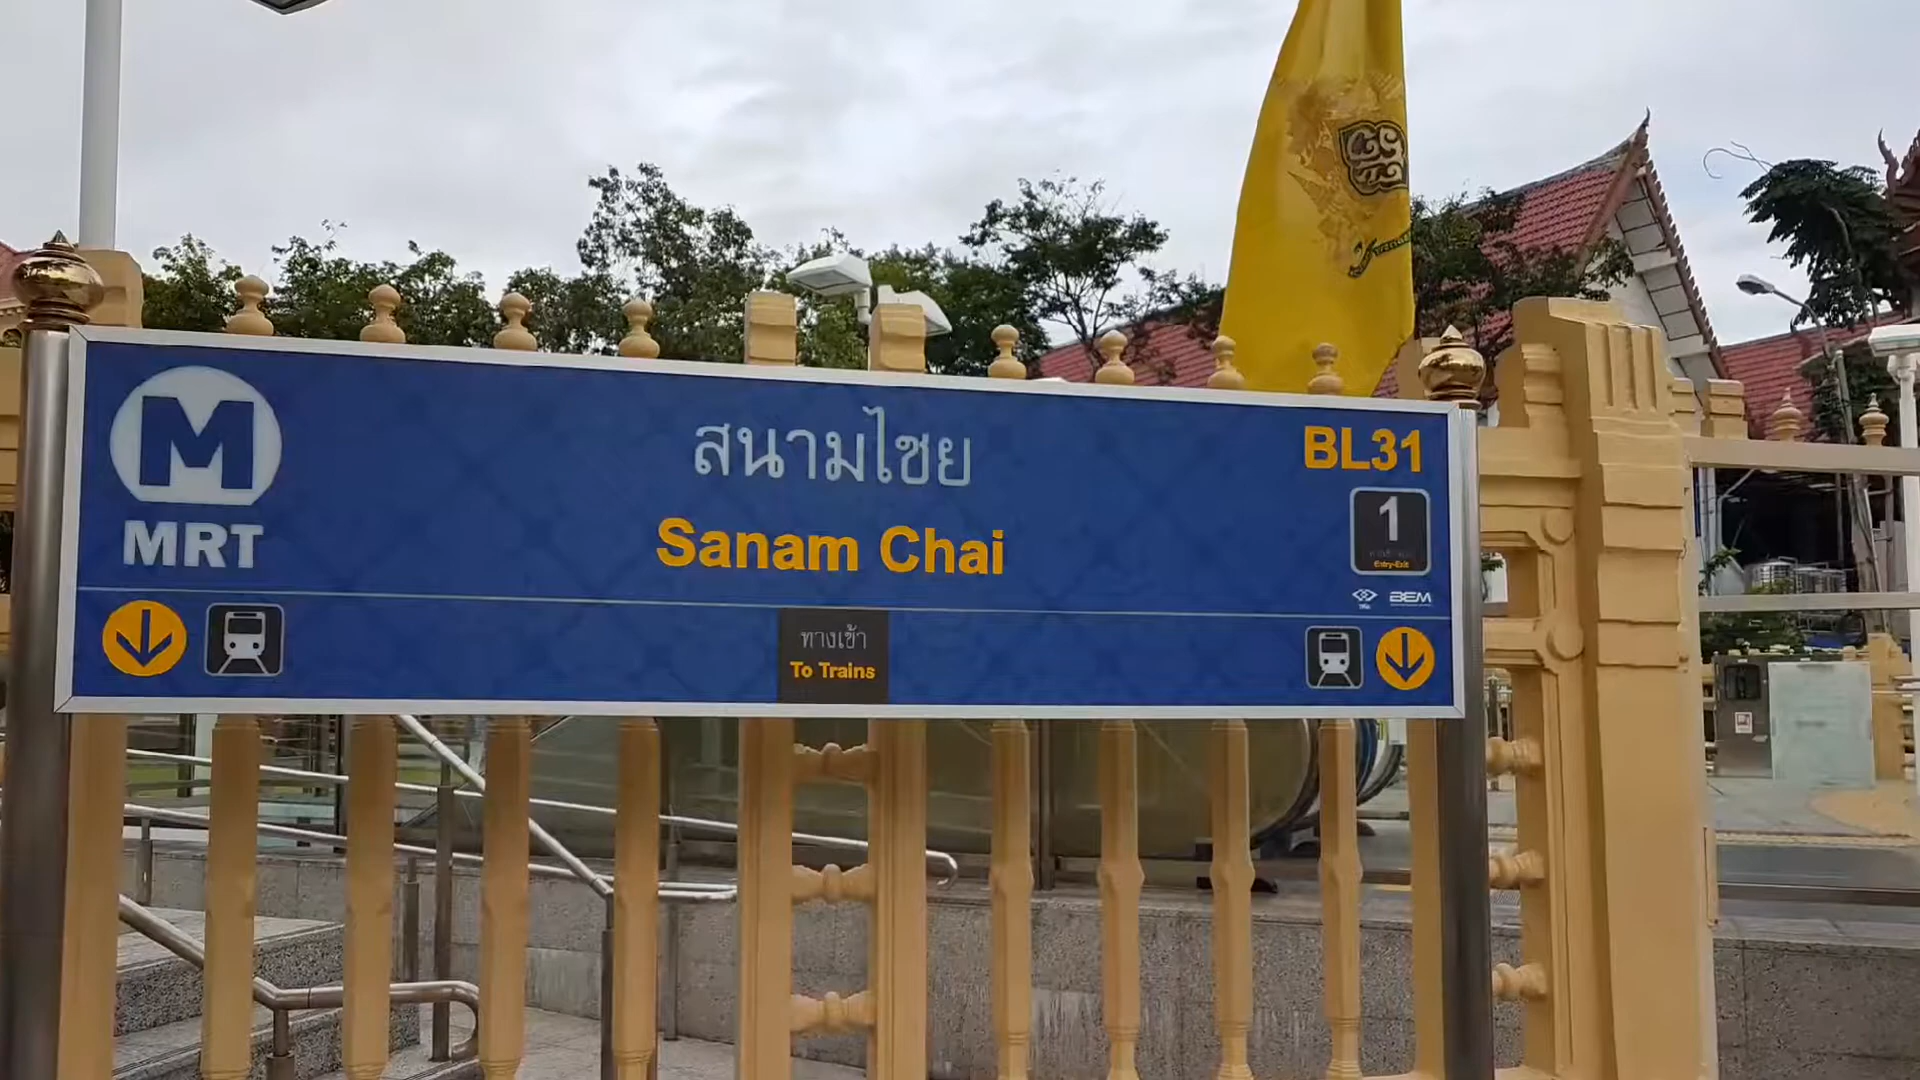 MRT
สนามไชย
Sanam Chai
BL31
1
Entry-Exit
BEM
ทางเข้า
To Trains